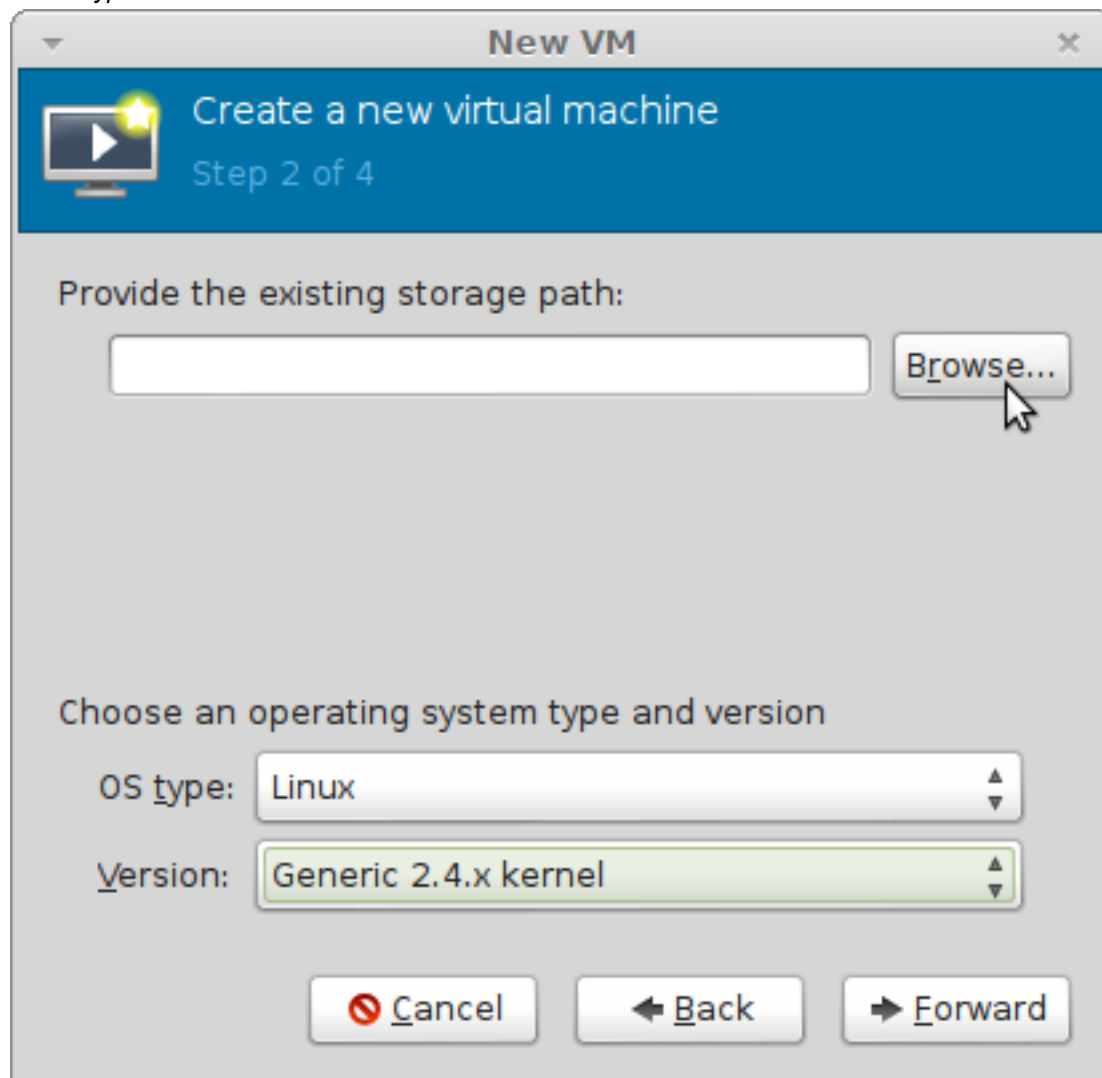 New VM
Create a new virtual machine
Step 2 of 4
Provide the existing storage path:
Browse...
Choose an operating system type and version
OS type: Linux
Version: Generic 2.4.x kernel
Cancel Back Forward